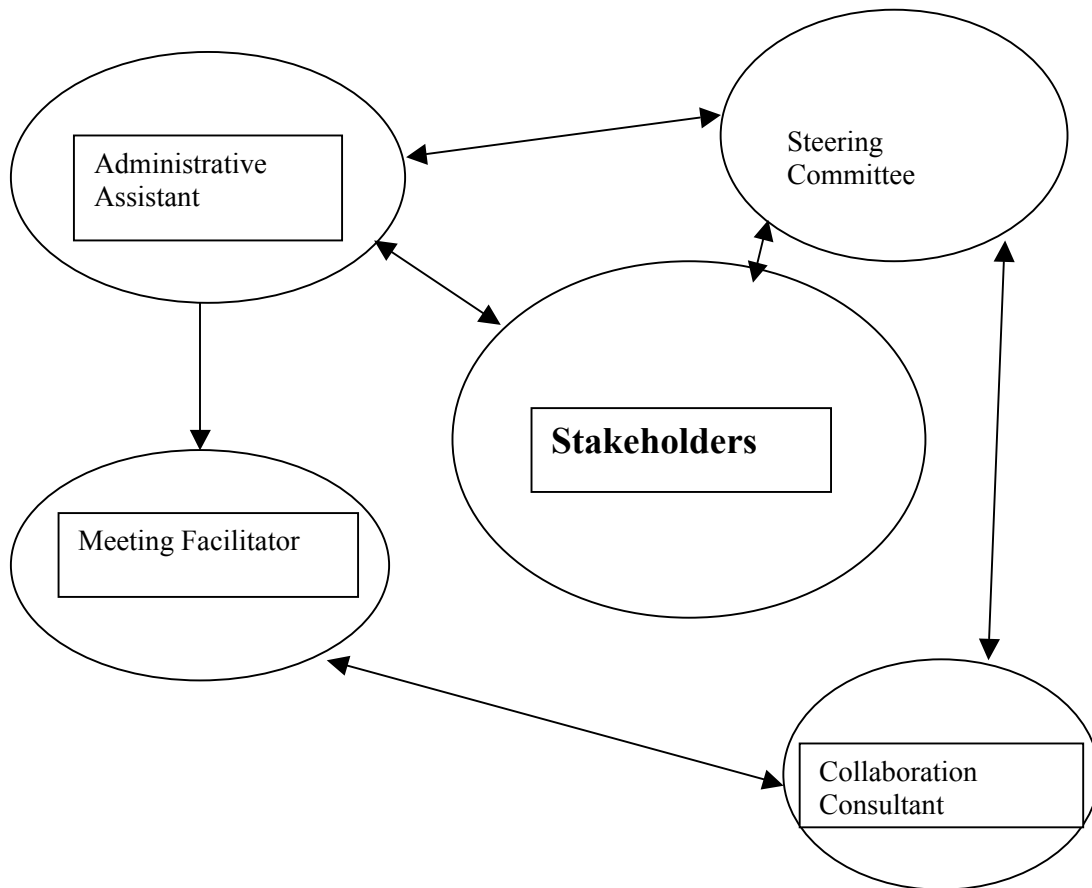 Administrative
Assistant
Steering
Committee
Stakeholders
Meeting Facilitator
Collaboration
Consultant